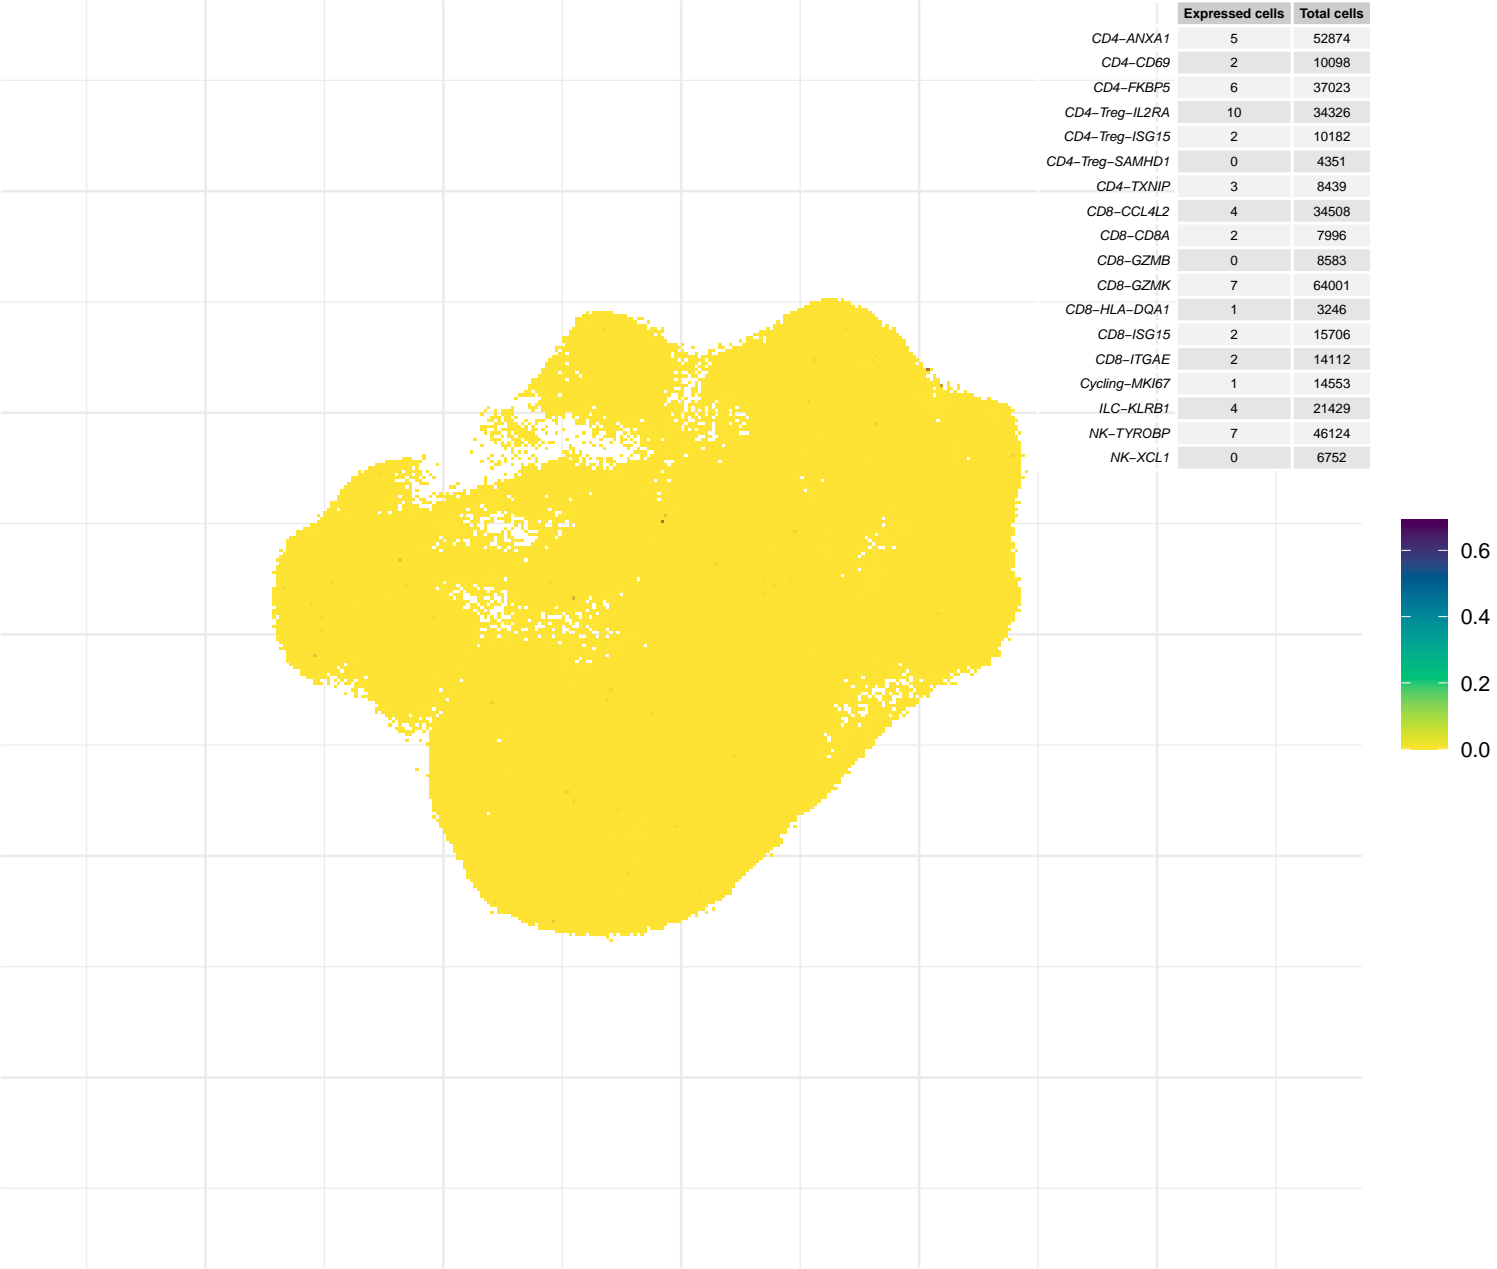 Expressed cells Total cells
CD4−ANXA1 5 52874
CD4−CD69 2 10098
CD4−FKBP5 6 37023
CD4−Treg−IL2RA 10 34326
CD4−Treg−ISG15 2 10182
CD4−Treg−SAMHD1 0 4351
CD4−TXNIP 3 8439
CD8−CCL4L2 4 34508
CD8−CD8A 2 7996
CD8−GZMB 0 8583
CD8−GZMK 7 64001
CD8−HLA−DQA1 1 3246
CD8−ISG15 2 15706
CD8−ITGAE 2 14112
Cycling−MKI67 1 14553
ILC−KLRB1 4 21429
NK−TYROBP 7 46124
NK−XCL1 0 6752
0.6
0.4
0.2
0.0